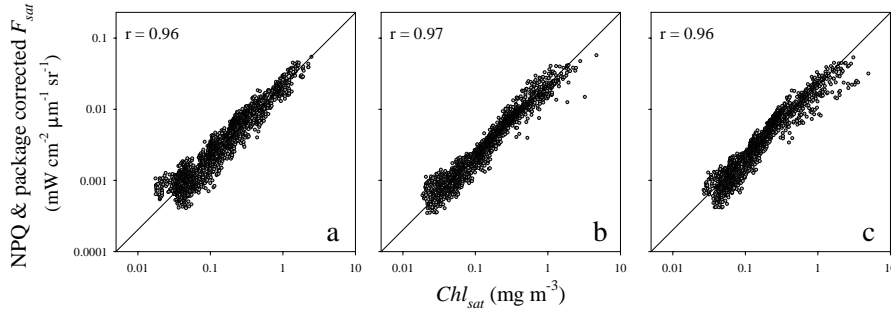 NPQ & package corrected F_sat
(mW cm^-2 µm^-1 sr^-1)
0.1
0.01
0.001
0.0001
r = 0.96
a
r = 0.97
b
r = 0.96
c
0.01 0.1 1
0.01 0.1 1
0.01 0.1 1 10
Chl_sat (mg m^-3)